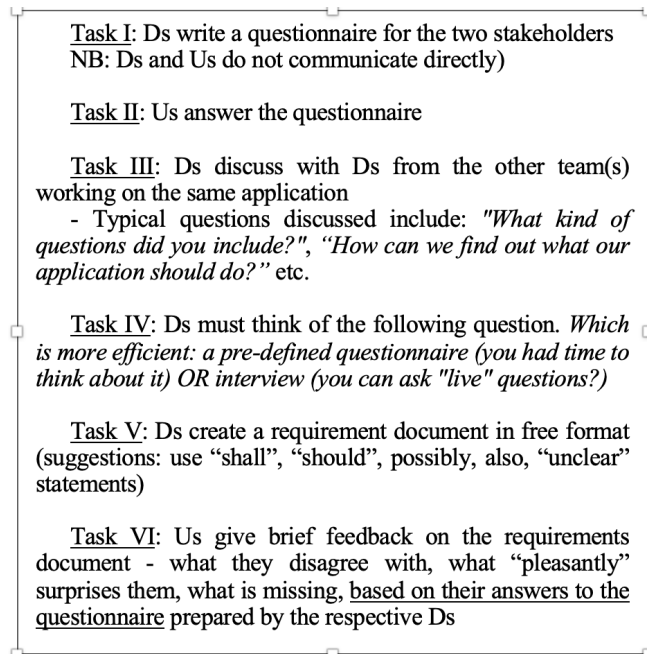 Task I: Ds write a questionnaire for the two stakeholders
NB: Ds and Us do not communicate directly)
Task II: Us answer the questionnaire
Task III: Ds discuss with Ds from the other team(s)
working on the same application
- Typical questions discussed include: "What kind of
questions did you include?", “How can we find out what our
application should do?” etc.
Task IV: Ds must think of the following question. Which
is more efficient: a pre-defined questionnaire (you had time to
think about it) OR interview (you can ask "live" questions?)
Task V: Ds create a requirement document in free format
(suggestions: use “shall”, “should”, possibly, also, “unclear”
statements)
Task VI: Us give brief feedback on the requirements
document - what they disagree with, what “pleasantly”
surprises them, what is missing, based on their answers to the
questionnaire prepared by the respective Ds